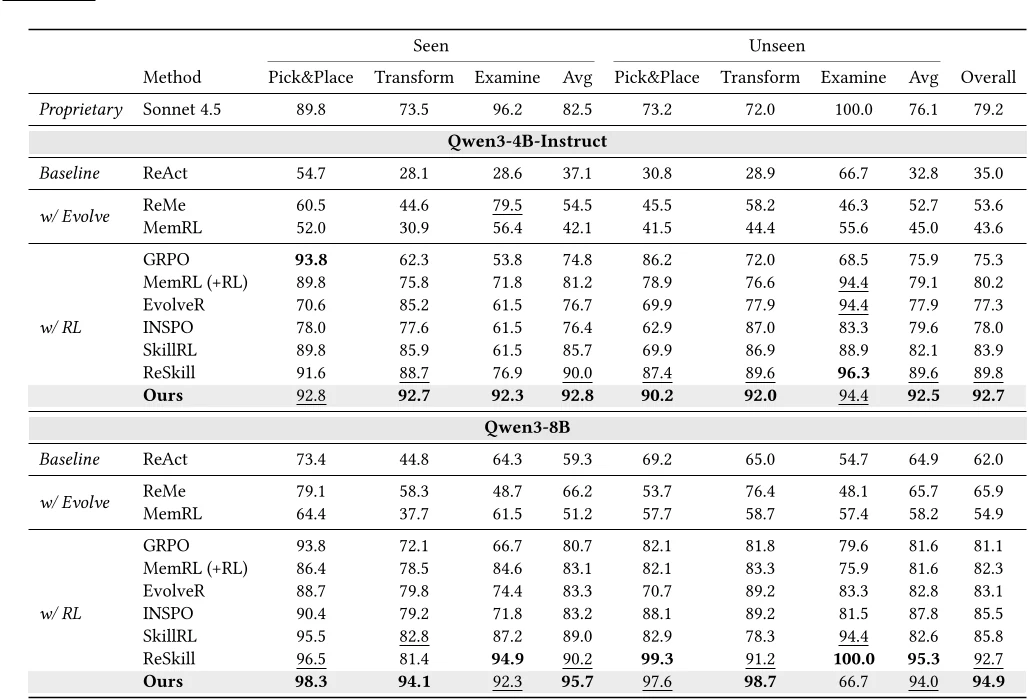 Seen Unseen
Method Pick&Place Transform Examine Avg Pick&Place Transform Examine Avg Overall
Proprietary Sonnet 4.5 89.8 73.5 96.2 82.5 73.2 72.0 100.0 76.1 79.2
Qwen3-4B-Instruct
Baseline ReAct 54.7 28.1 28.6 37.1 30.8 28.9 66.7 32.8 35.0
w/ Evolve ReMe 60.5 44.6 79.5 54.5 45.5 58.2 46.3 52.7 53.6
MemRL 52.0 30.9 56.4 42.1 41.5 44.4 55.6 45.0 43.6
w/ RL GRPO 93.8 62.3 53.8 74.8 86.2 72.0 68.5 75.9 75.3
MemRL (+RL) 89.8 75.8 71.8 81.2 78.9 76.6 94.4 79.1 80.2
EvolveR 70.6 85.2 61.5 76.7 69.9 77.9 94.4 77.9 77.3
INSPO 78.0 77.6 61.5 76.4 62.9 87.0 83.3 79.6 78.0
SkillRL 89.8 85.9 61.5 85.7 69.9 86.9 88.9 82.1 83.9
ReSkill 91.6 88.7 76.9 90.0 87.4 89.6 96.3 89.6 89.8
Ours 92.8 92.7 92.3 92.8 90.2 92.0 94.4 92.5 92.7
Qwen3-8B
Baseline ReAct 73.4 44.8 64.3 59.3 69.2 65.0 54.7 64.9 62.0
w/ Evolve ReMe 79.1 58.3 48.7 66.2 53.7 76.4 48.1 65.7 65.9
MemRL 64.4 37.7 61.5 51.2 57.7 58.7 57.4 58.2 54.9
w/ RL GRPO 93.8 72.1 66.7 80.7 82.1 81.8 79.6 81.6 81.1
MemRL (+RL) 86.4 78.5 84.6 83.1 82.1 83.3 75.9 81.6 82.3
EvolveR 88.7 79.8 74.4 83.3 70.7 89.2 83.3 82.8 83.1
INSPO 90.4 79.2 71.8 83.2 88.1 89.2 81.5 87.8 85.5
SkillRL 95.5 82.8 87.2 89.0 82.9 78.3 94.4 82.6 85.8
ReSkill 96.5 81.4 94.9 90.2 99.3 91.2 100.0 95.3 92.7
Ours 98.3 94.1 92.3 95.7 97.6 98.7 66.7 94.0 94.9